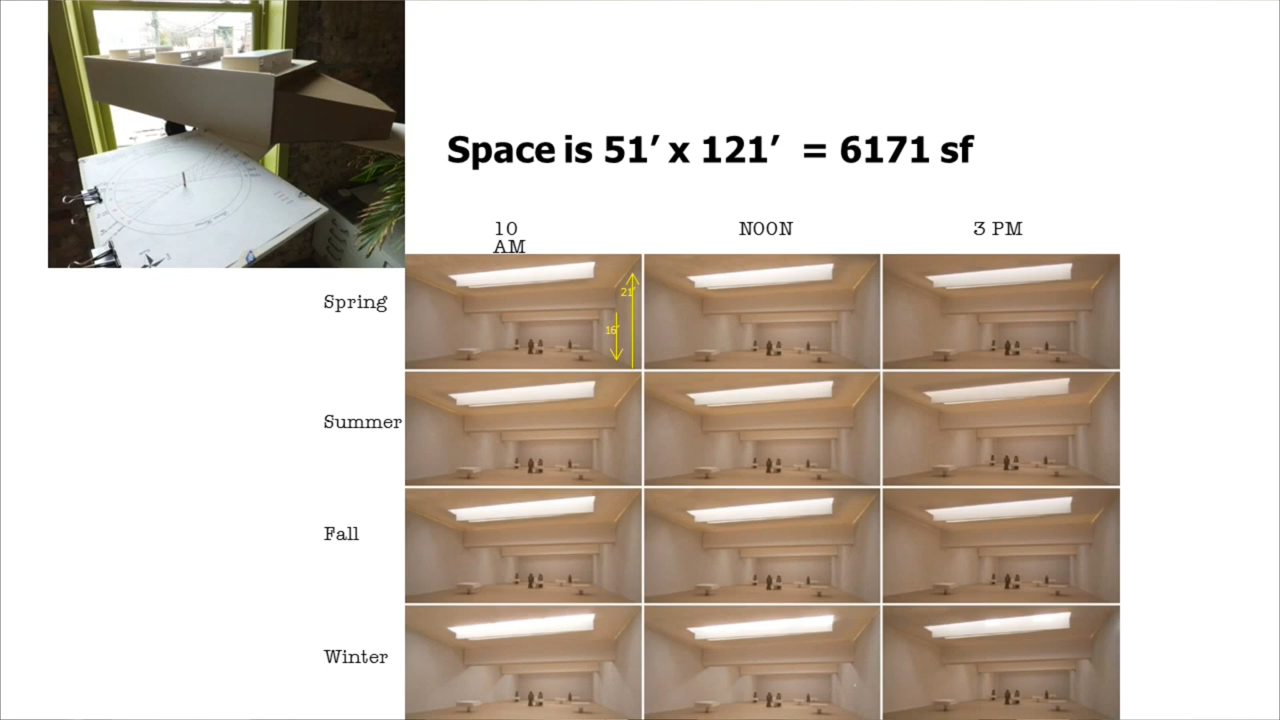 Space is 51′ x 121′ = 6171 sf
10
AM
NOON
3 PM
Spring
21′
16′
Summer
Fall
Winter